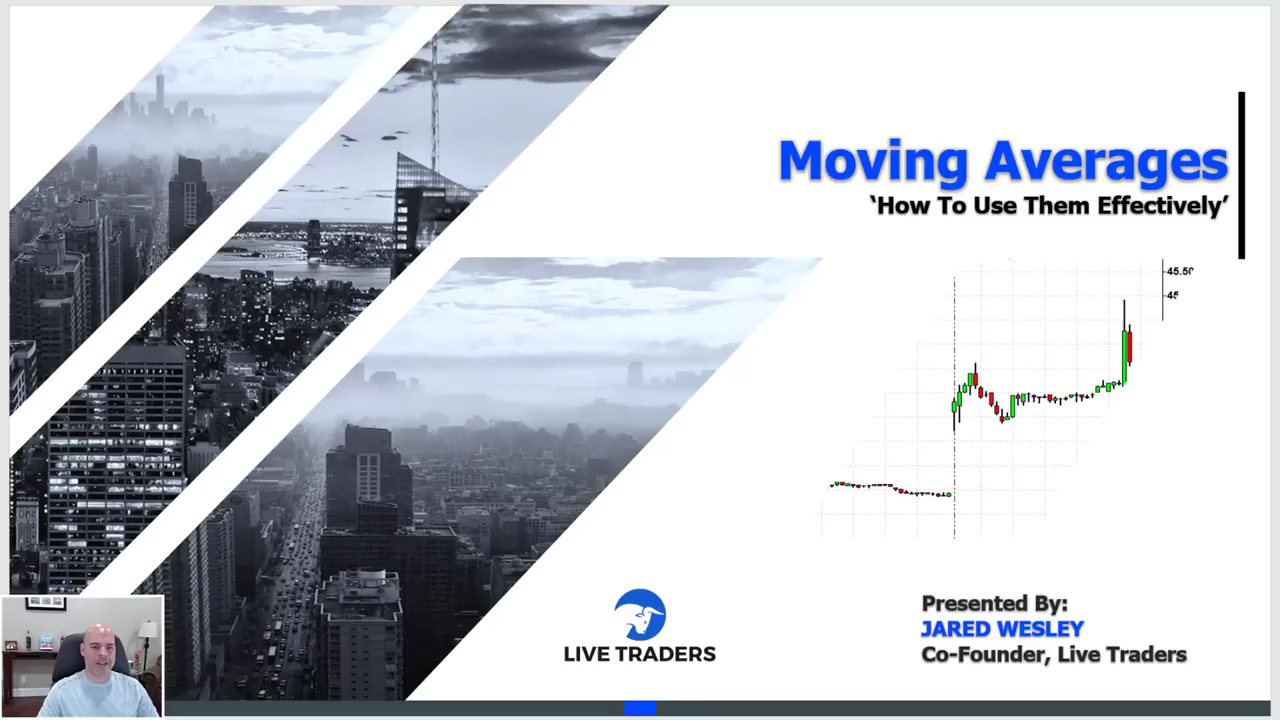 Moving Averages
‘How To Use Them Effectively’
45.50
45
LIVE TRADERS
Presented By:
JARED WESLEY
Co-Founder, Live Traders